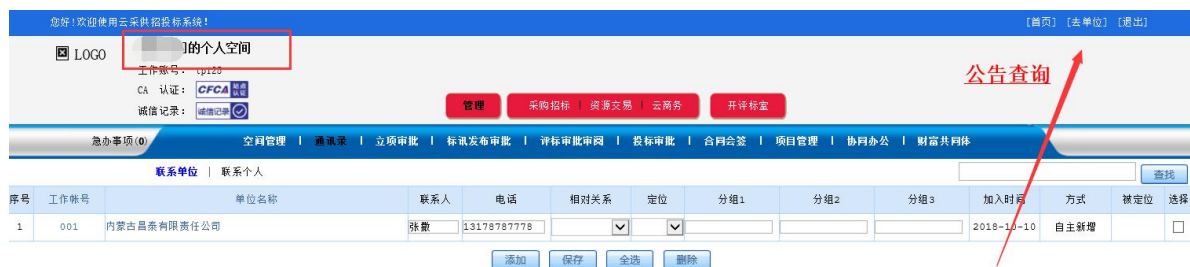 您好!欢迎使用云采供招投标系统! [首页] [去单位] [退出]
LOGO 的个人空间
工作账号: tpl20
CA 认证: CFCA 站点认证
诚信记录: 诚信记录
公告查询
管理 采购招标 | 资源交易 | 云商务 开评标室
急办事项(0) 空间管理 | 通讯录 | 立项审批 | 标讯发布审批 | 评标审批审阅 | 投标审批 | 合同会签 | 项目管理 | 协同办公 | 财富共同体
联系单位 | 联系个人 查找
序号 工作帐号 单位名称 联系人 电话 相对关系 定位 分组1 分组2 分组3 加入时间 方式 被定位 选择
1 001 内蒙古昌泰有限责任公司 张散 13178787778 2018-10-10 自主新增
添加 保存 全选 删除